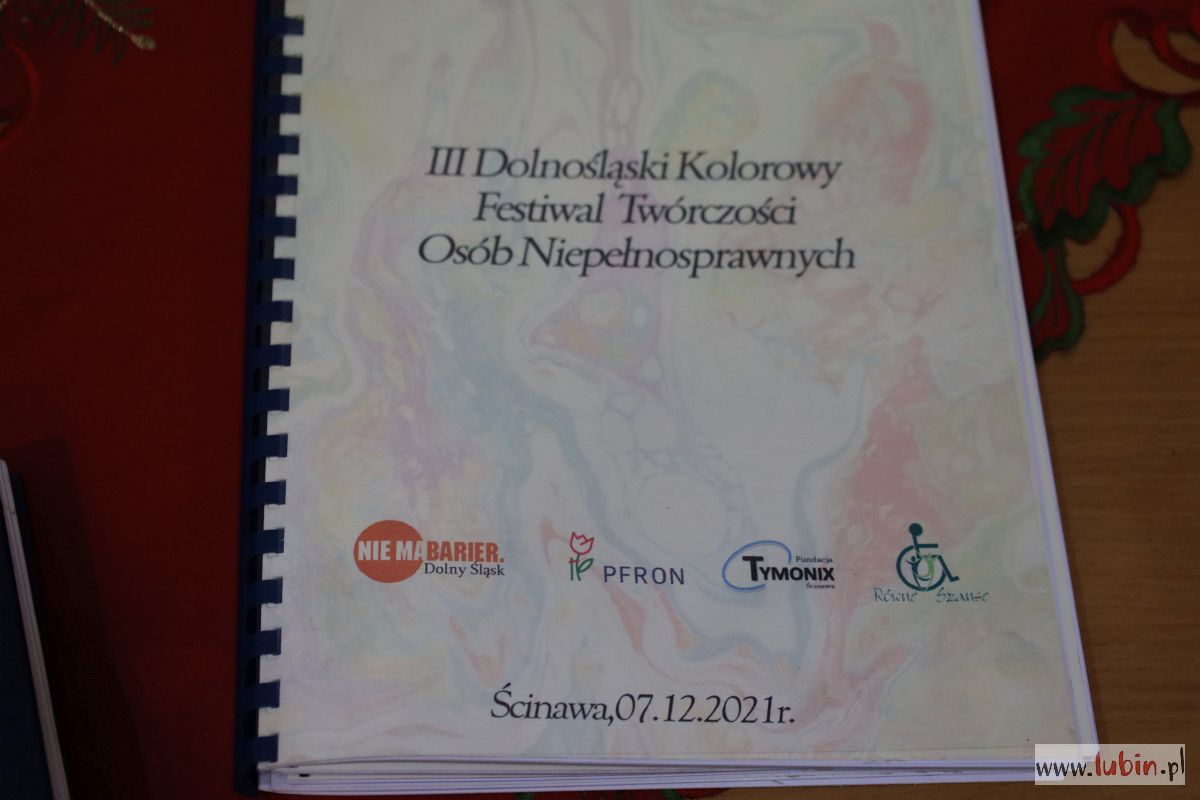 III Dolnośląski Kolorowy
Festiwal Twórczości
Osób Niepełnosprawnych
NIE MA BARIER.
Dolny Śląsk
PFRON
Fundacja
TYMONIX
Ścinawa
Równe Szanse
Ścinawa,07.12.2021r.
www.lubin.pl